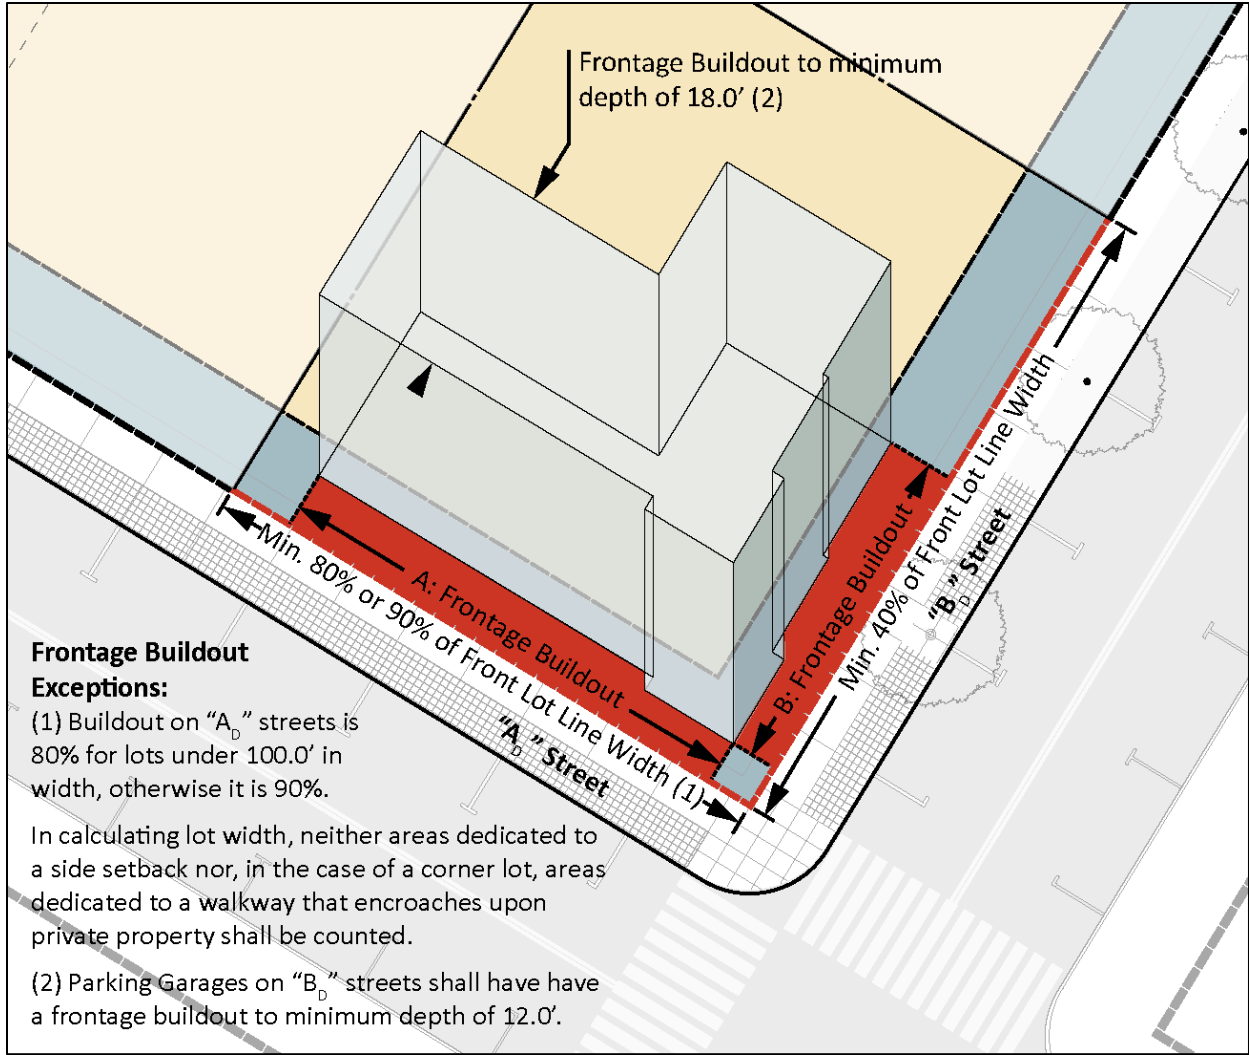 Frontage Buildout to minimum
depth of 18.0’ (2)
A: Frontage Buildout
Min. 80% or 90% of Front Lot Line Width (1)
“A_D” Street
B: Frontage Buildout
Min. 40% of Front Lot Line Width
“B_D” Street
Frontage Buildout
Exceptions:
(1) Buildout on “A_D” streets is
80% for lots under 100.0’ in
width, otherwise it is 90%.
In calculating lot width, neither areas dedicated to
a side setback nor, in the case of a corner lot, areas
dedicated to a walkway that encroaches upon
private property shall be counted.
(2) Parking Garages on “B_D” streets shall have have
a frontage buildout to minimum depth of 12.0’.